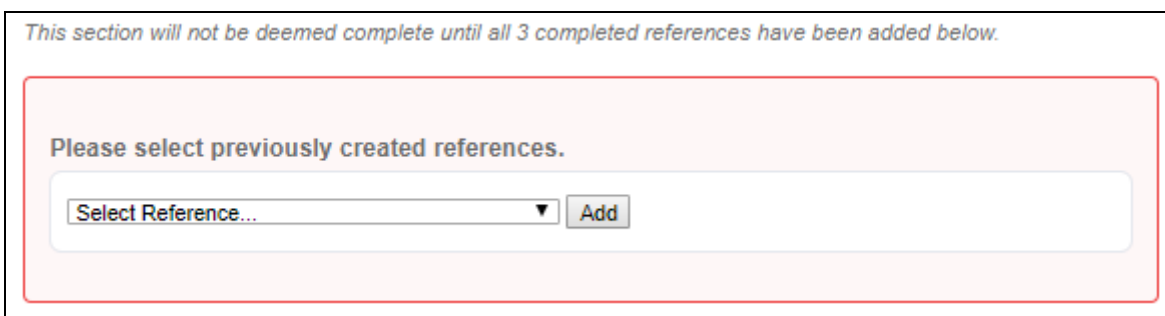 This section will not be deemed complete until all 3 completed references have been added below.
Please select previously created references.
Select Reference... Add